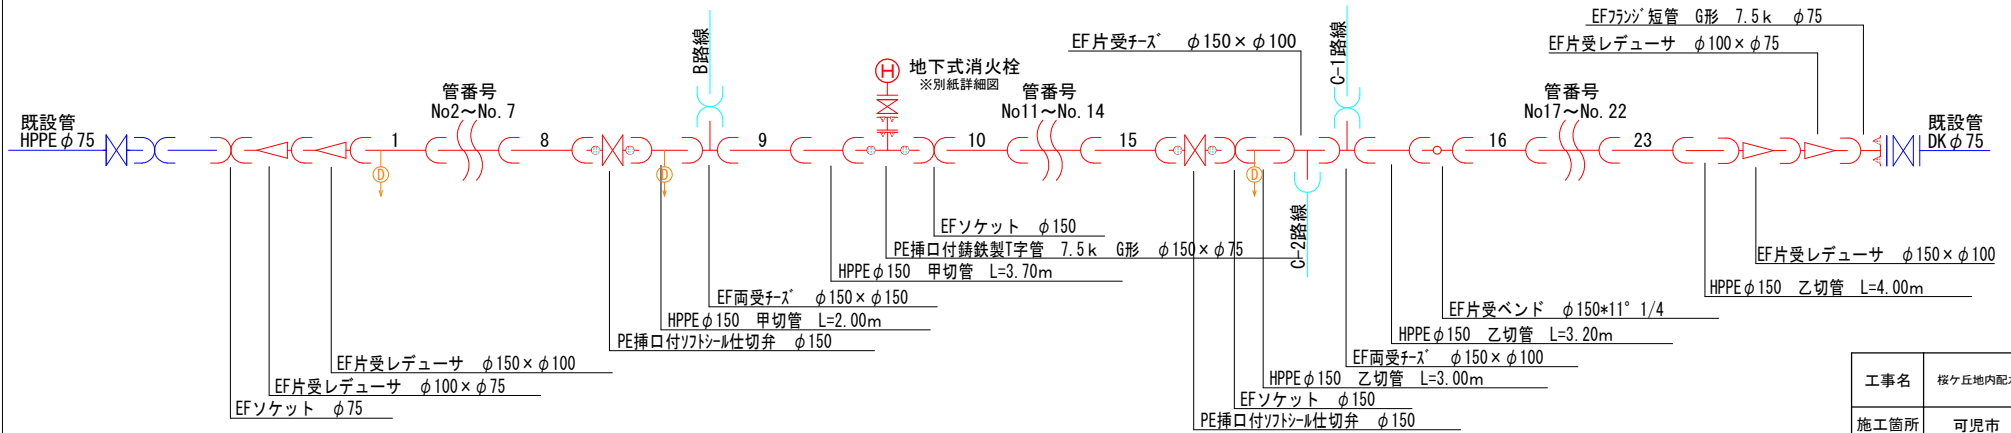 既設管
HPPEφ75
管番号
No2～No.7
1
8
D
D
B路線
9
H
地下式消火栓
※別紙詳細図
10
管番号
No11～No.14
15
D
EF片受ﾁｰｽﾞ φ150×φ100
C-1路線
C-2路線
16
管番号
No17～No.22
23
EFﾌﾗﾝｼﾞ短管 G形 7.5k φ75
EF片受レデューサ φ100×φ75
既設管
DKφ75
EFソケット φ150
PE挿口付鋳鉄製T字管 7.5k G形 φ150×φ75
HPPEφ150 甲切管 L=3.70m
EF両受ﾁｰｽﾞ φ150×φ150
HPPEφ150 甲切管 L=2.00m
PE挿口付ｿﾌﾄｼｰﾙ仕切弁 φ150
EF片受レデューサ φ150×φ100
EF片受レデューサ φ100×φ75
EFソケット φ75
EF片受レデューサ φ150×φ100
HPPEφ150 乙切管 L=4.00m
EF片受ベンド φ150*11°1/4
HPPEφ150 乙切管 L=3.20m
EF両受ﾁｰｽﾞ φ150×φ100
HPPEφ150 乙切管 L=3.00m
EFソケット φ150
PE挿口付ｿﾌﾄｼｰﾙ仕切弁 φ150
工事名 桜ケ丘地内配
施工箇所 可児市